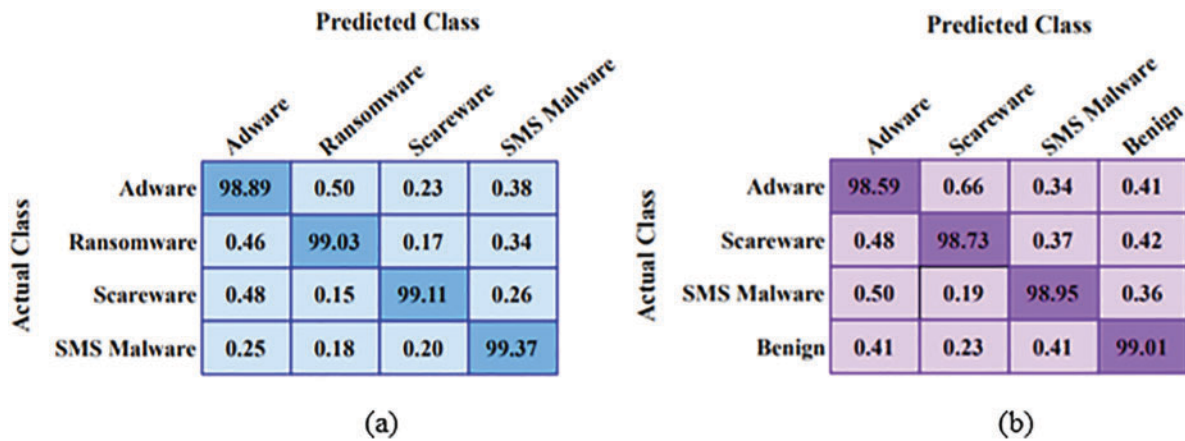 Predicted Class
Adware Ransomware Scareware SMS Malware
Actual Class
Adware 98.89 0.50 0.23 0.38
Ransomware 0.46 99.03 0.17 0.34
Scareware 0.48 0.15 99.11 0.26
SMS Malware 0.25 0.18 0.20 99.37
(a)
Predicted Class
Adware Scareware SMS Malware Benign
Actual Class
Adware 98.59 0.66 0.34 0.41
Scareware 0.48 98.73 0.37 0.42
SMS Malware 0.50 0.19 98.95 0.36
Benign 0.41 0.23 0.41 99.01
(b)